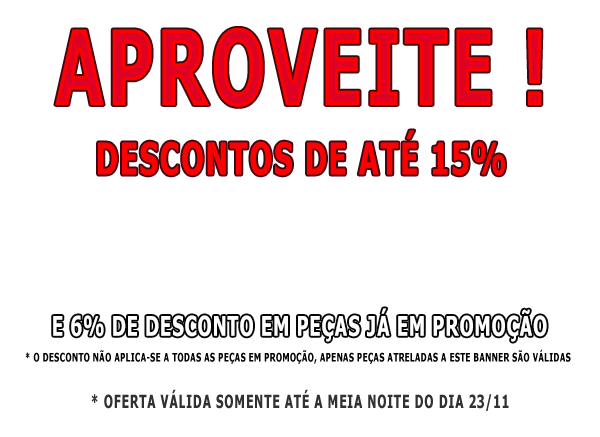 APROVEITE !
DESCONTOS DE ATÉ 15%
E 6% DE DESCONTO EM PEÇAS JÁ EM PROMOÇÃO
* O DESCONTO NÃO APLICA-SE A TODAS AS PEÇAS EM PROMOÇÃO, APENAS PEÇAS ATRELADAS A ESTE BANNER SÃO VÁLIDAS
* OFERTA VÁLIDA SOMENTE ATÉ A MEIA NOITE DO DIA 23/11